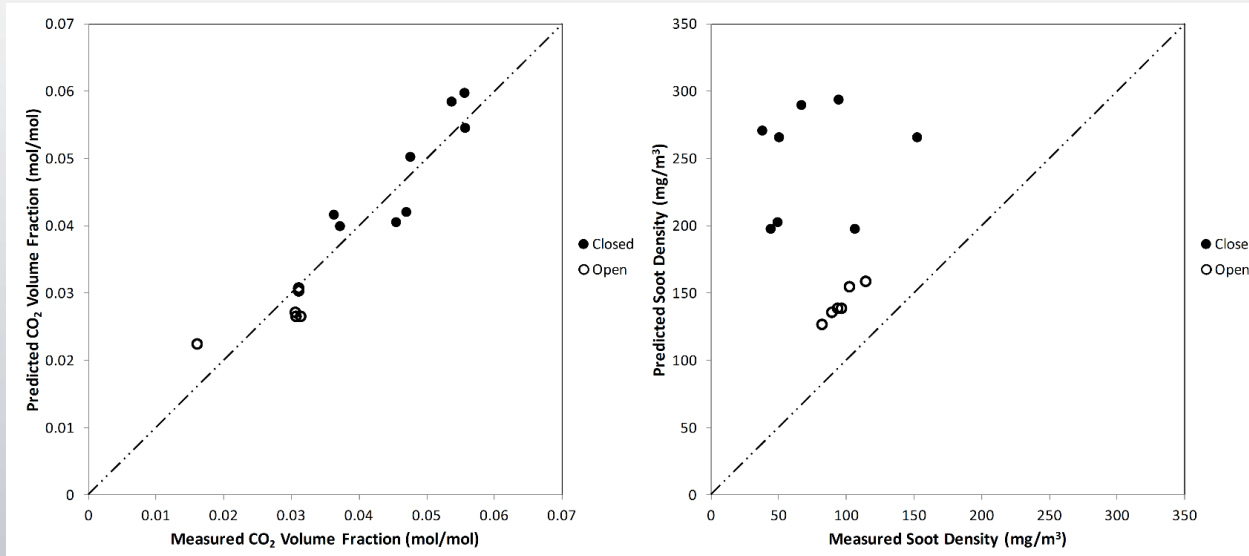 0.07
0.06
0.05
0.04
0.03
0.02
0.01
0
Predicted CO₂ Volume Fraction (mol/mol)
0 0.01 0.02 0.03 0.04 0.05 0.06 0.07
Measured CO₂ Volume Fraction (mol/mol)
Closed
Open
350
300
250
200
150
100
50
0
Predicted Soot Density (mg/m³)
0 50 100 150 200 250 300 350
Measured Soot Density (mg/m³)
Close
Open